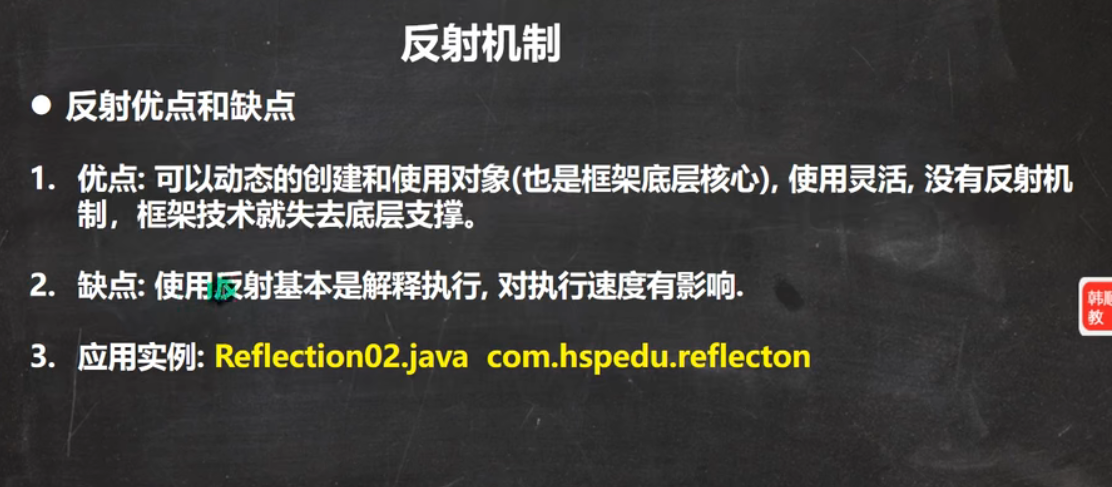 反射机制
● 反射优点和缺点
1. 优点: 可以动态的创建和使用对象(也是框架底层核心), 使用灵活, 没有反射机
制，框架技术就失去底层支撑。
2. 缺点: 使用反射基本是解释执行, 对执行速度有影响.
3. 应用实例: Reflection02.java com.hspedu.reflecton
韩顺
教